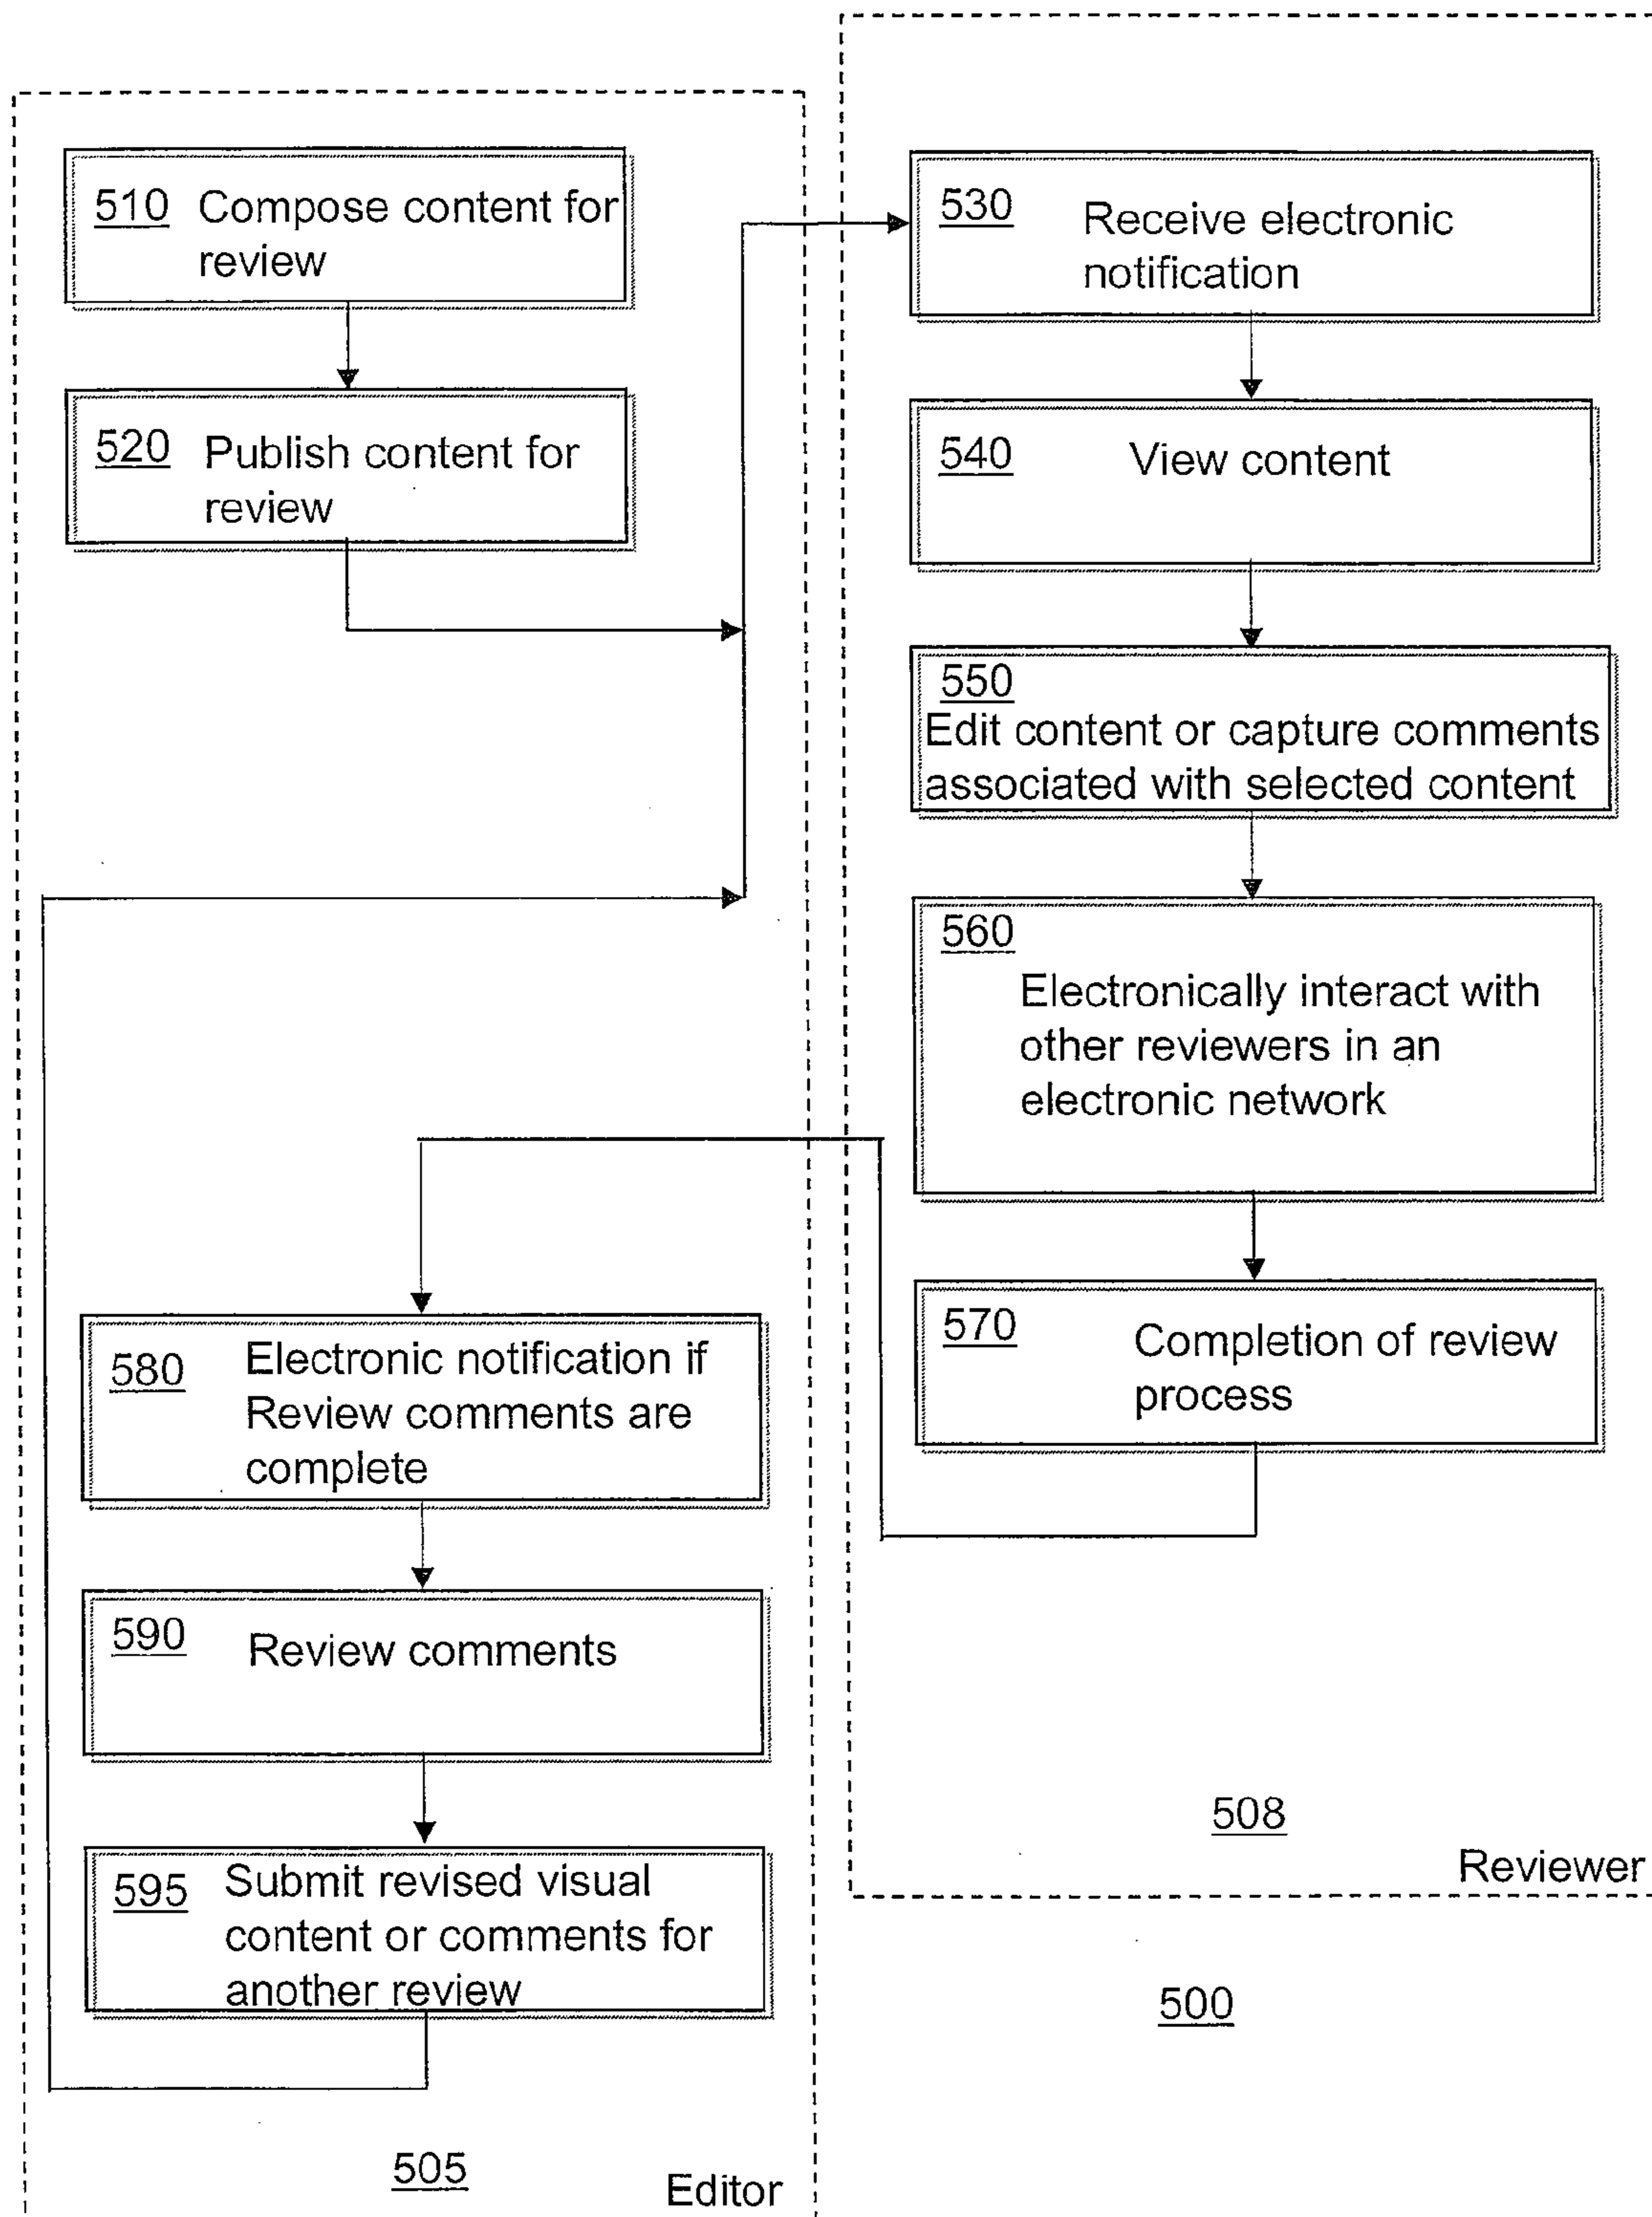 510 Compose content for
review
520 Publish content for
review
530 Receive electronic
notification
540 View content
550
Edit content or capture comments
associated with selected content
560
Electronically interact with
other reviewers in an
electronic network
570 Completion of review
process
580 Electronic notification if
Review comments are
complete
590 Review comments
595 Submit revised visual
content or comments for
another review
508
Reviewer
500
505
Editor